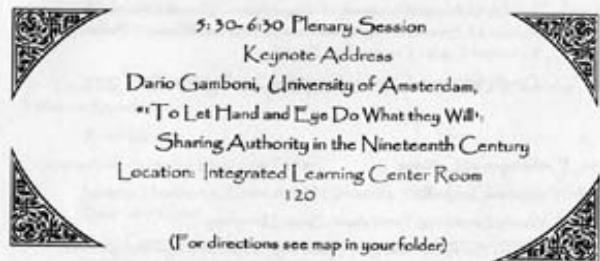 5:30-6:30 Plenary Session
Keynote Address
Dario Gamboni, University of Amsterdam,
"'To Let Hand and Eye Do What they Will':
Sharing Authority in the Nineteenth Century
Location: Integrated Learning Center Room
120
(For directions see map in your folder)